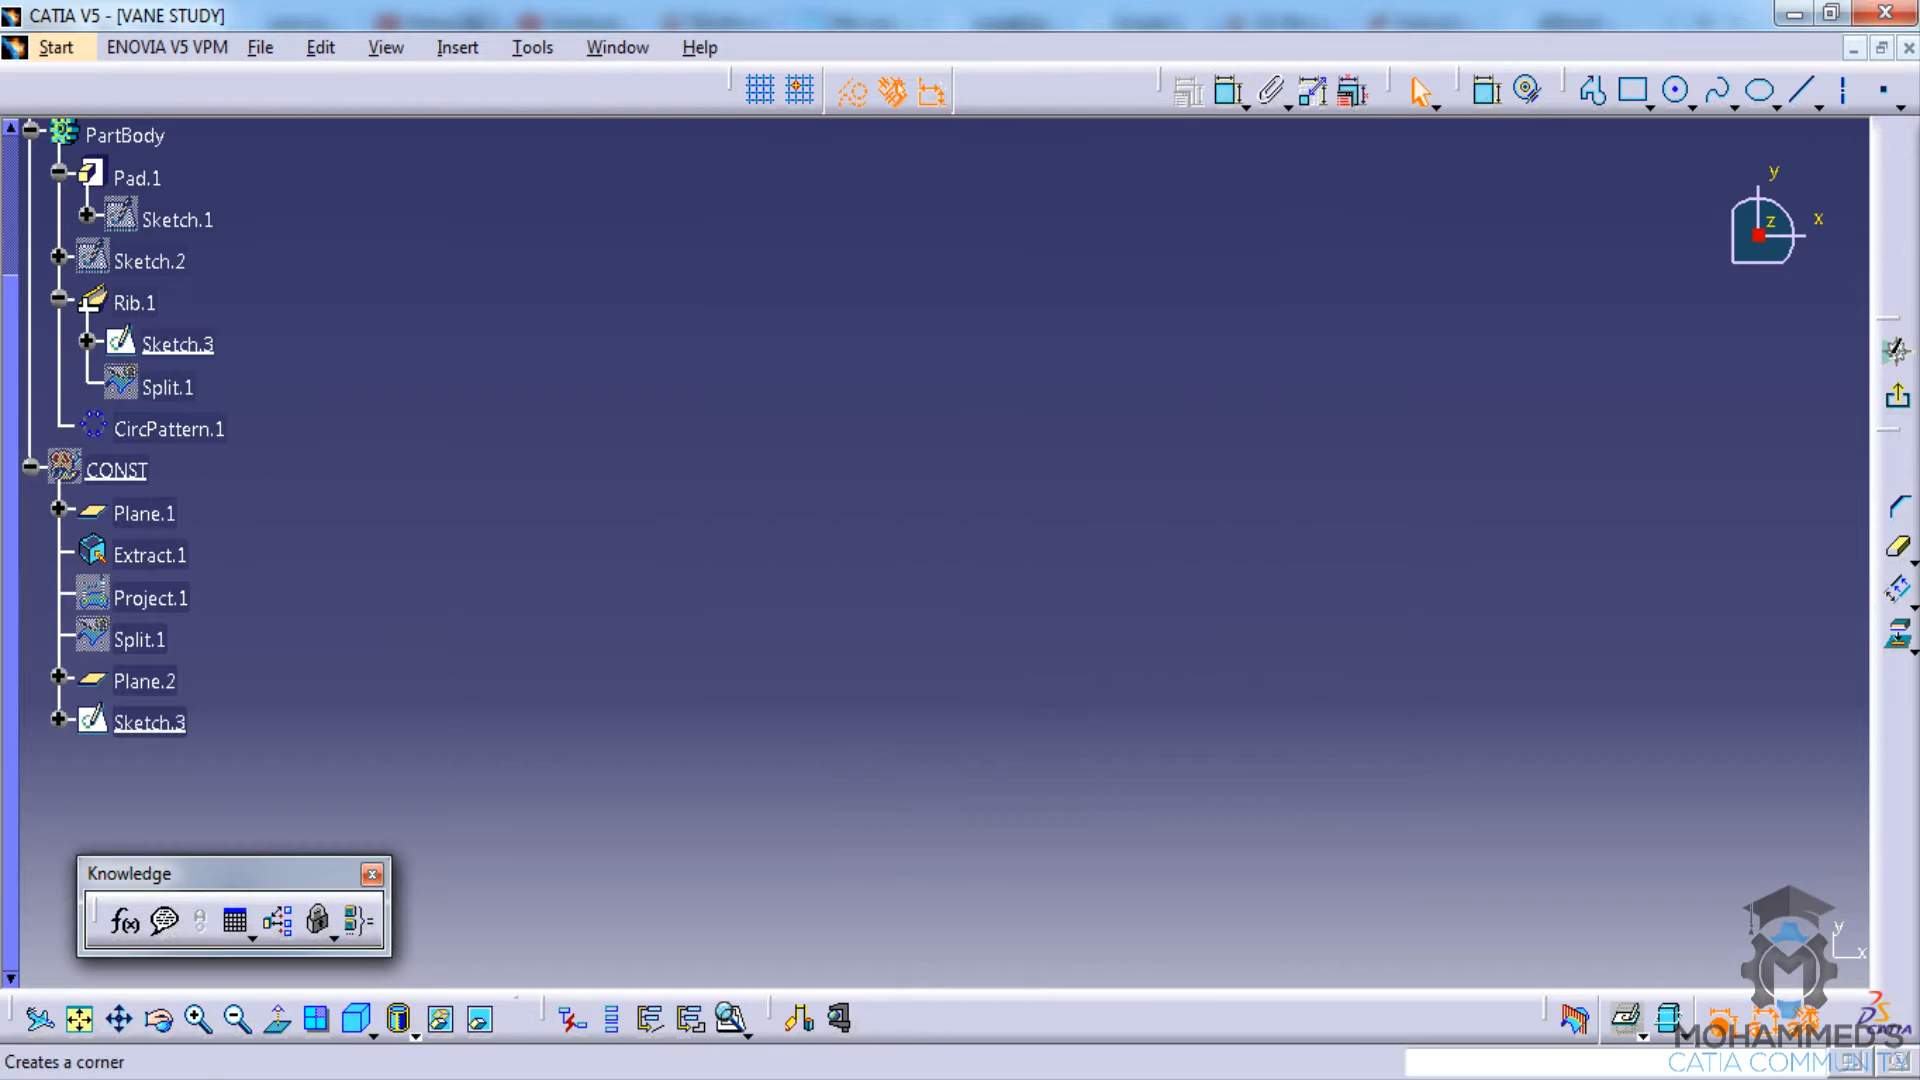 CATIA V5 - [VANE STUDY]
Start
ENOVIA V5 VPM
File
Edit
View
Insert
Tools
Window
Help
PartBody
Pad.1
Sketch.1
Sketch.2
Rib.1
Sketch.3
Split.1
CircPattern.1
CONST
Plane.1
Extract.1
Project.1
Split.1
Plane.2
Sketch.3
y
x
z
Knowledge
f(x)
y
x
MOHAMMED'S
CATIA COMMUNITY
Creates a corner